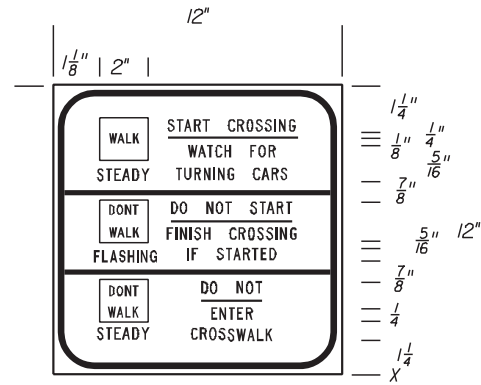 12"
1 1/8" 2"
WALK
STEADY
START CROSSING
WATCH FOR
TURNING CARS
DONT
WALK
FLASHING
DO NOT START
FINISH CROSSING
IF STARTED
DONT
WALK
STEADY
DO NOT
ENTER
CROSSWALK
1 1/4"
1/8" 1/4"
5/16"
7/8"
5/16" 12"
7/8"
1/4
1 1/4
X